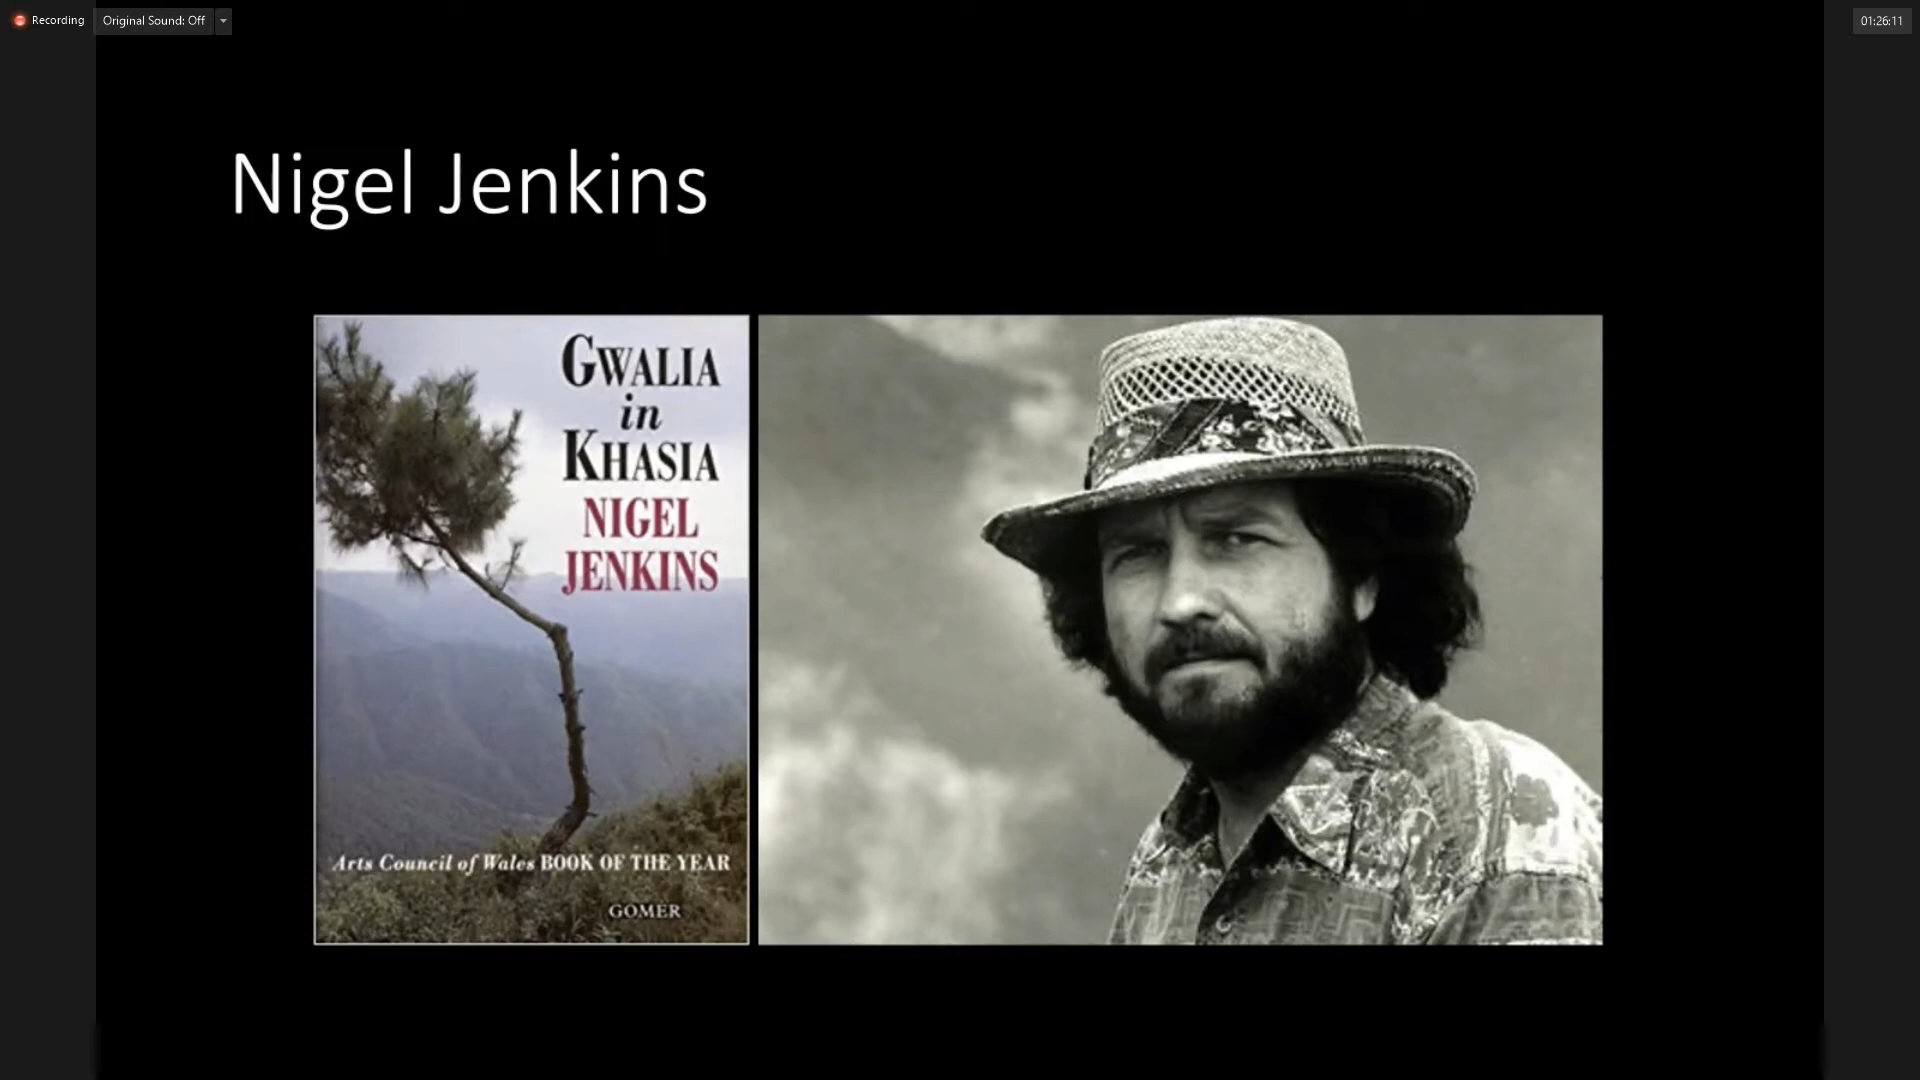 Recording
Original Sound: Off
01:26:11
Nigel Jenkins
GWALIA
in
KHASIA
NIGEL
JENKINS
Arts Council of Wales BOOK OF THE YEAR
GOMER